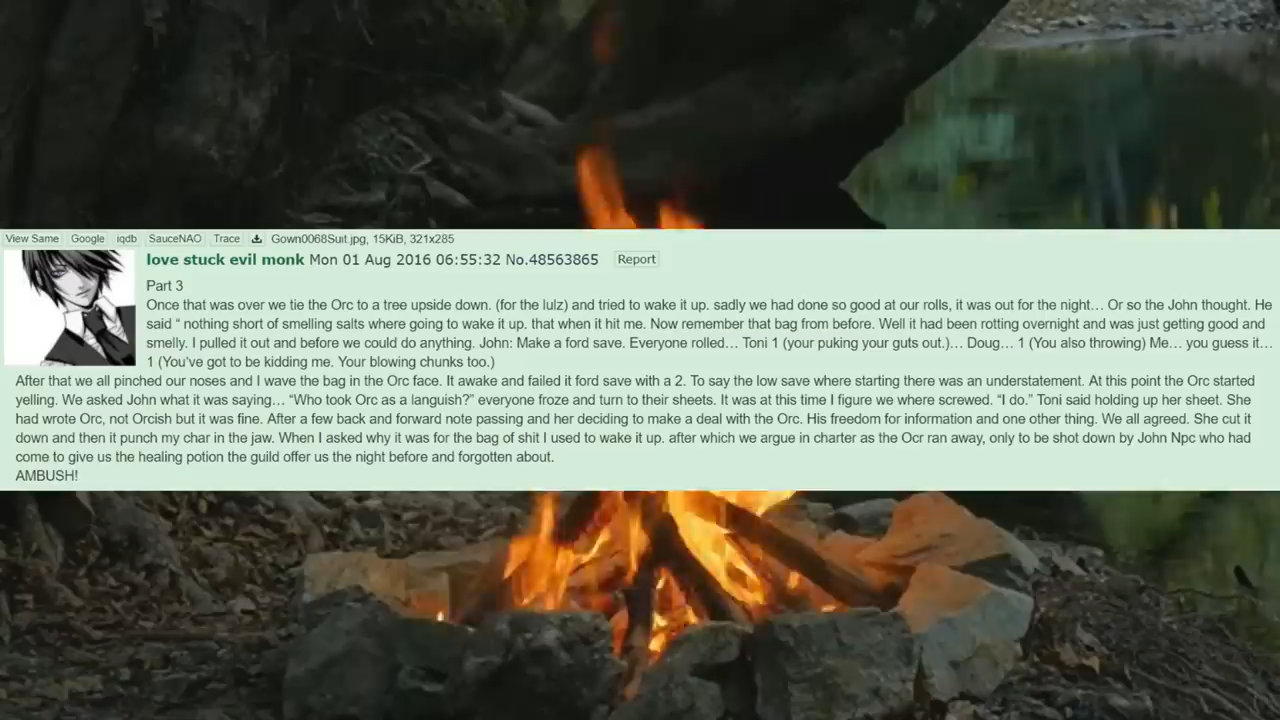 View Same Google iqdb SauceNAO Trace Gown0068Suit.jpg, 15KiB, 321x285
love stuck evil monk Mon 01 Aug 2016 06:55:32 No.48563865 Report
Part 3
Once that was over we tie the Orc to a tree upside down. (for the lulz) and tried to wake it up. sadly we had done so good at our rolls, it was out for the night… Or so the John thought. He
said “ nothing short of smelling salts where going to wake it up. that when it hit me. Now remember that bag from before. Well it had been rotting overnight and was just getting good and
smelly. I pulled it out and before we could do anything. John: Make a ford save. Everyone rolled… Toni 1 (your puking your guts out.)… Doug… 1 (You also throwing) Me… you guess it…
1 (You've got to be kidding me. Your blowing chunks too.)
After that we all pinched our noses and I wave the bag in the Orc face. It awake and failed it ford save with a 2. To say the low save where starting there was an understatement. At this point the Orc started
yelling. We asked John what it was saying… “Who took Orc as a languish?” everyone froze and turn to their sheets. It was at this time I figure we where screwed. “I do.” Toni said holding up her sheet. She
had wrote Orc, not Orcish but it was fine. After a few back and forward note passing and her deciding to make a deal with the Orc. His freedom for information and one other thing. We all agreed. She cut it
down and then it punch my char in the jaw. When I asked why it was for the bag of shit I used to wake it up. after which we argue in charter as the Ocr ran away, only to be shot down by John Npc who had
come to give us the healing potion the guild offer us the night before and forgotten about.
AMBUSH!